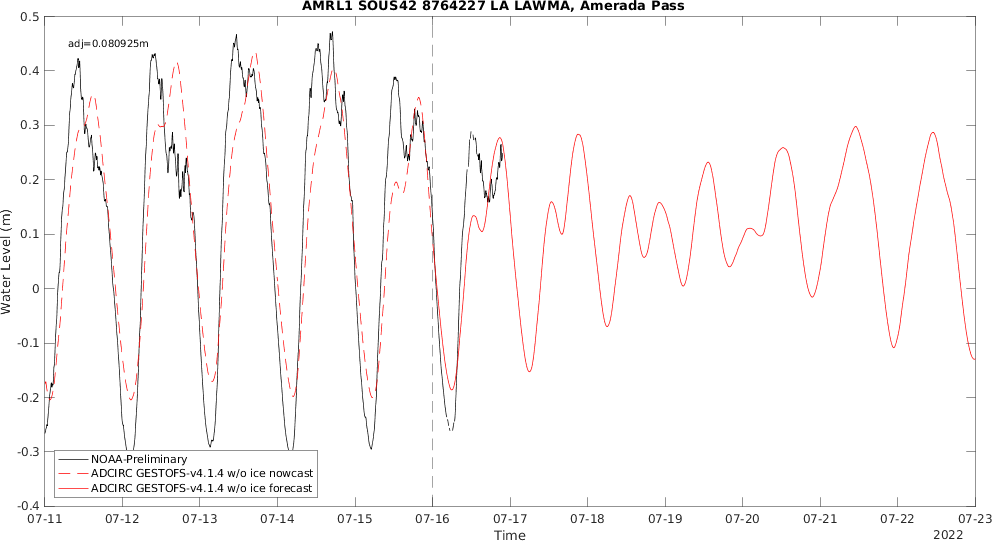 AMRL1 SOUS42 8764227 LA LAWMA, Amerada Pass
0.5
adj=0.080925m
0.4
0.3
0.2
0.1
0
-0.1
-0.2
-0.3
-0.4
Water Level (m)
NOAA-Preliminary
ADCIRC GESTOFS-v4.1.4 w/o ice nowcast
ADCIRC GESTOFS-v4.1.4 w/o ice forecast
07-11 07-12 07-13 07-14 07-15 07-16 07-17 07-18 07-19 07-20 07-21 07-22 07-23
Time
2022